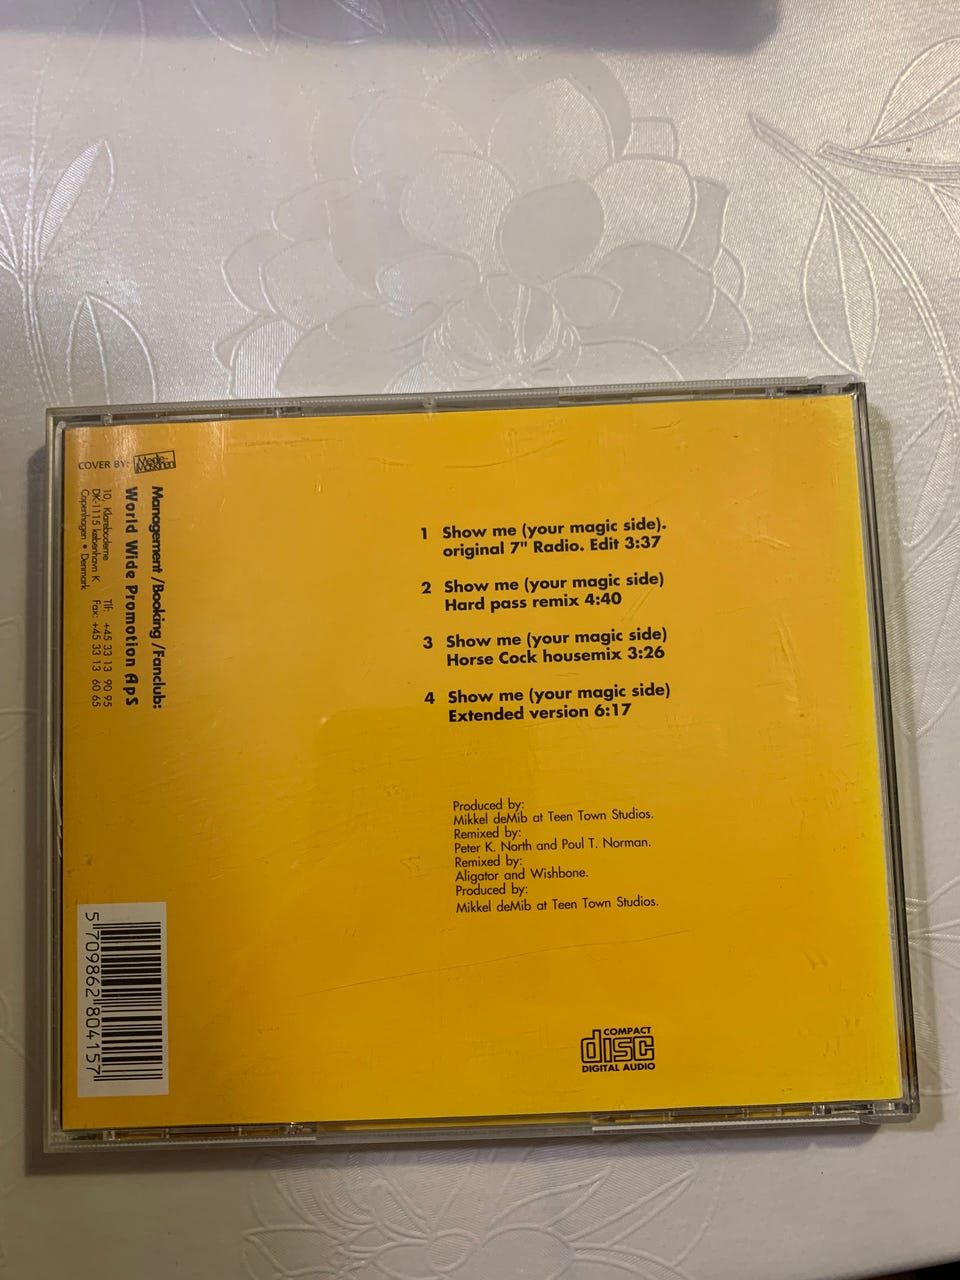 COVER BY: Medie-
Maskinen
Management /Booking /Fanclub:
World Wide Promotion ApS
10, Klareboderne Tlf: +45 33 13 90 95
DK-1115 københavn K Fax: +45 33 13 60 65
Copenhagen • Denmark
1 Show me (your magic side).
original 7" Radio. Edit 3:37
2 Show me (your magic side)
Hard pass remix 4:40
3 Show me (your magic side)
Horse Cock housemix 3:26
4 Show me (your magic side)
Extended version 6:17
Produced by:
Mikkel deMib at Teen Town Studios.
Remixed by:
Peter K. North and Poul T. Norman.
Remixed by:
Aligator and Wishbone.
Produced by:
Mikkel deMib at Teen Town Studios.
5 709862 804157
COMPACT
disc
DIGITAL AUDIO